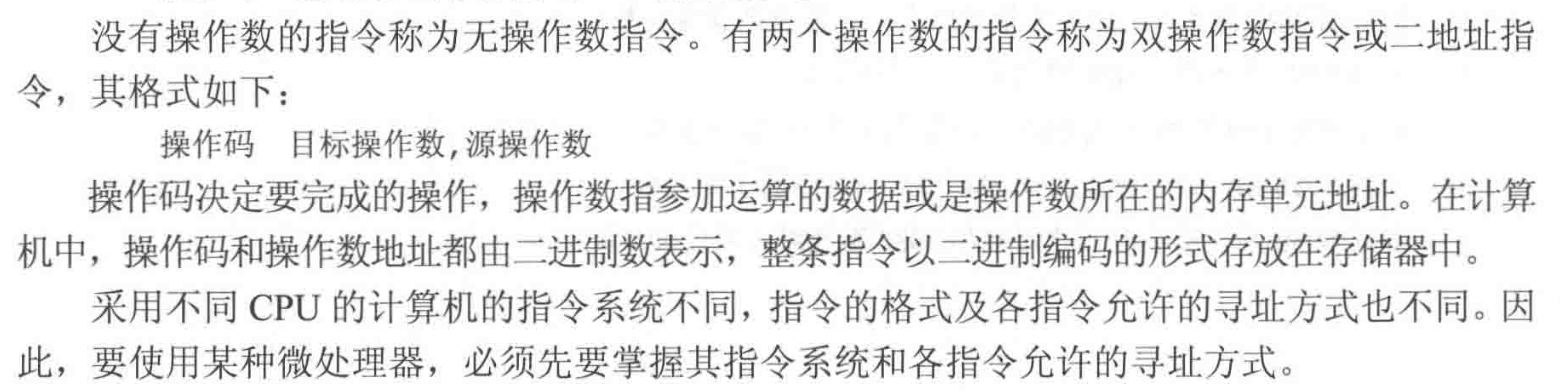 没有操作数的指令称为无操作数指令。有两个操作数的指令称为双操作数指令或二地址指
令，其格式如下：
操作码 目标操作数,源操作数
操作码决定要完成的操作，操作数指参加运算的数据或是操作数所在的内存单元地址。在计算
机中，操作码和操作数地址都由二进制数表示，整条指令以二进制编码的形式存放在存储器中。
采用不同 CPU 的计算机的指令系统不同，指令的格式及各指令允许的寻址方式也不同。因
此，要使用某种微处理器，必须先要掌握其指令系统和各指令允许的寻址方式。